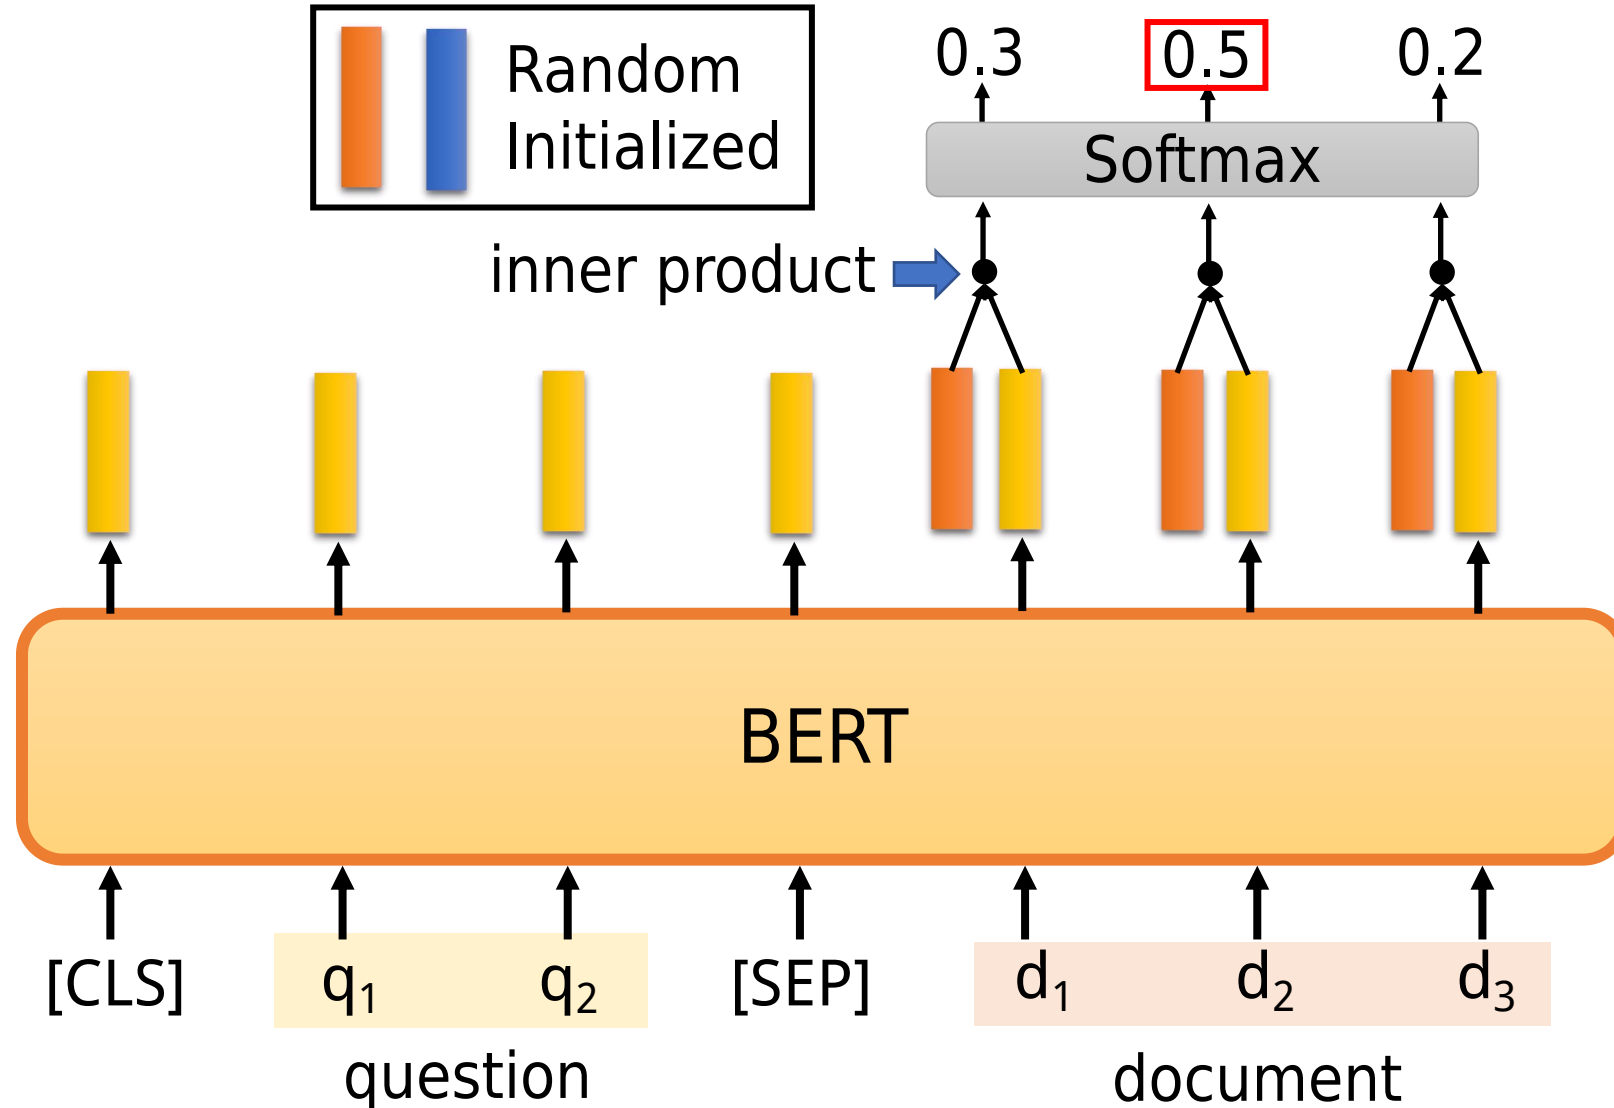 Random
Initialized
0.3 0.5 0.2
Softmax
inner product
BERT
[CLS] q₁ q₂ [SEP] d₁ d₂ d₃
question document